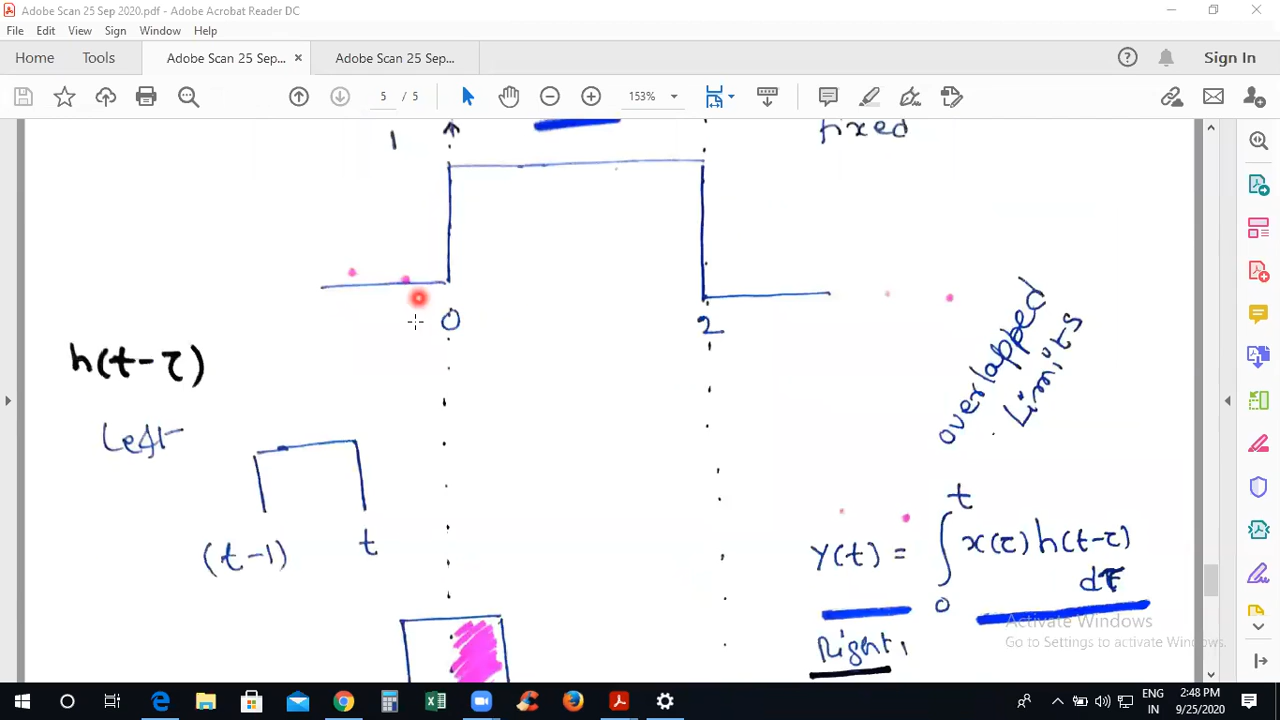 Adobe Scan 25 Sep 2020.pdf - Adobe Acrobat Reader DC
File Edit View Sign Window Help
Home Tools Adobe Scan 25 Sep... × Adobe Scan 25 Sep... Sign In
5 / 5 153%
1 fixed
0 2
h(t-τ)
Left
overlapped
Limits
(t-1) t
t
Y(t) = ∫ x(τ)h(t-τ)
dτ
0
Activate Windows
Go to Settings to activate Windows.
Right,
ENG 2:48 PM
IN 9/25/2020